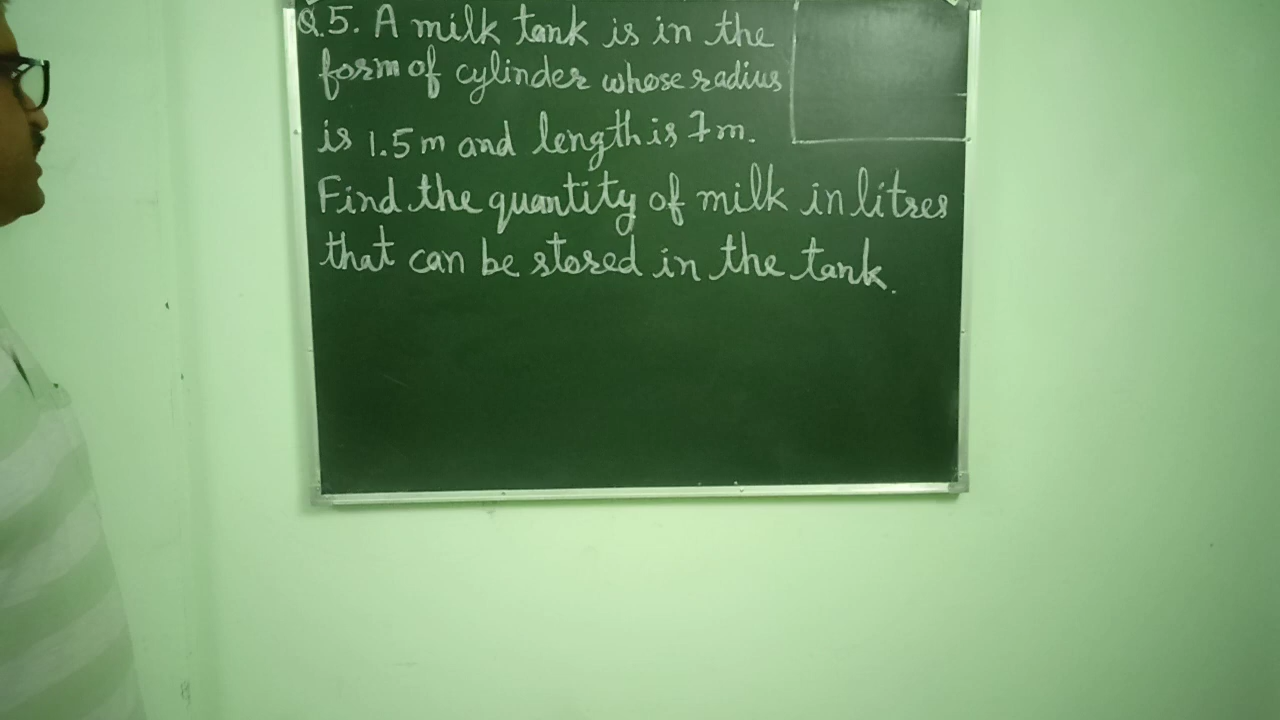 Q.5. A milk tank is in the
form of cylinder whose radius
is 1.5 m and length is 7 m.
Find the quantity of milk in litres
that can be stored in the tank.